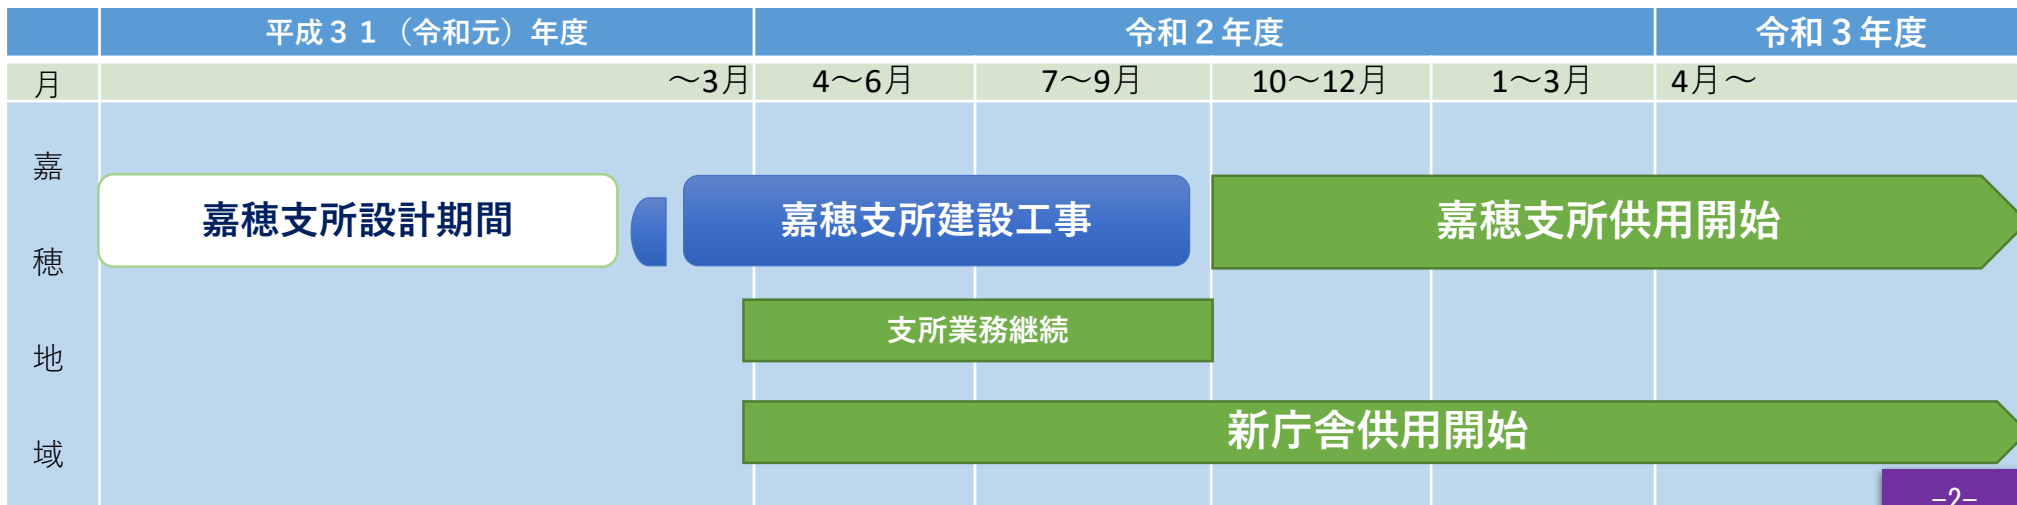 平成３１（令和元）年度
令和２年度
令和３年度
月
～3月
4～6月
7～9月
10～12月
1～3月
4月～
嘉穂地域
嘉穂支所設計期間
嘉穂支所建設工事
嘉穂支所供用開始
支所業務継続
新庁舎供用開始
–2–